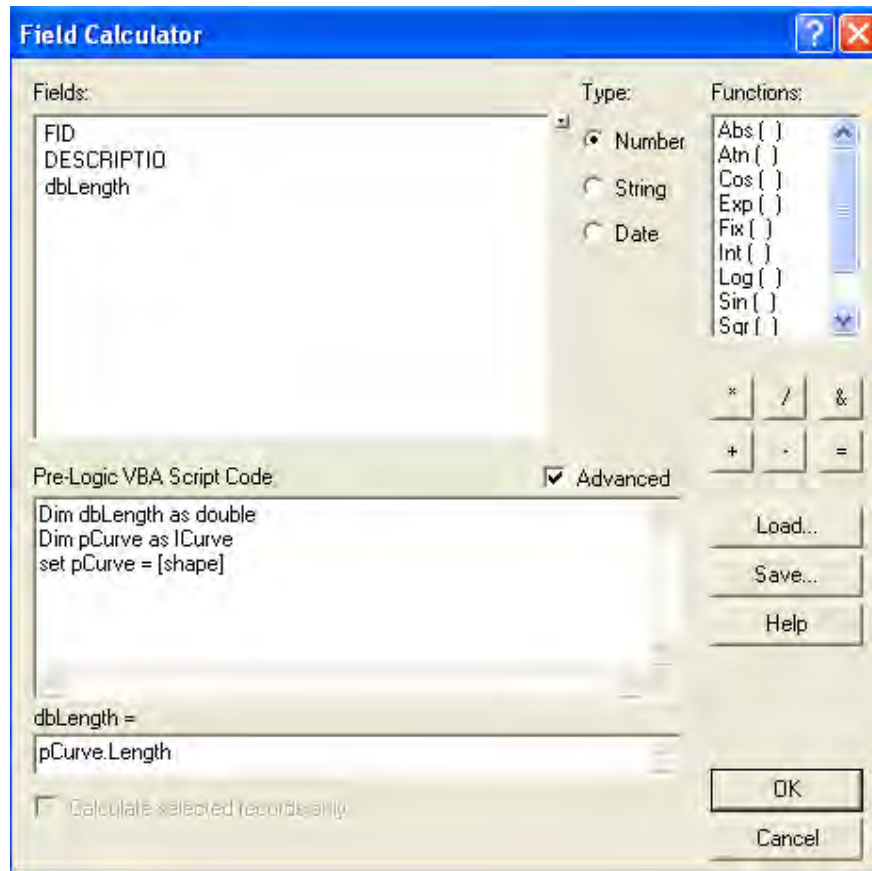 Field Calculator
Fields:
FID
DESCRIPTIO
dbLength
Type:
Number
String
Date
Functions:
Abs ( )
Atn ( )
Cos ( )
Exp ( )
Fix ( )
Int ( )
Log ( )
Sin ( )
Sqr ( )
* / &
+ - =
Pre-Logic VBA Script Code
Advanced
Dim dbLength as double
Dim pCurve as ICurve
set pCurve = [shape]
Load...
Save...
Help
dbLength =
pCurve.Length
Calculate selected records only
OK
Cancel